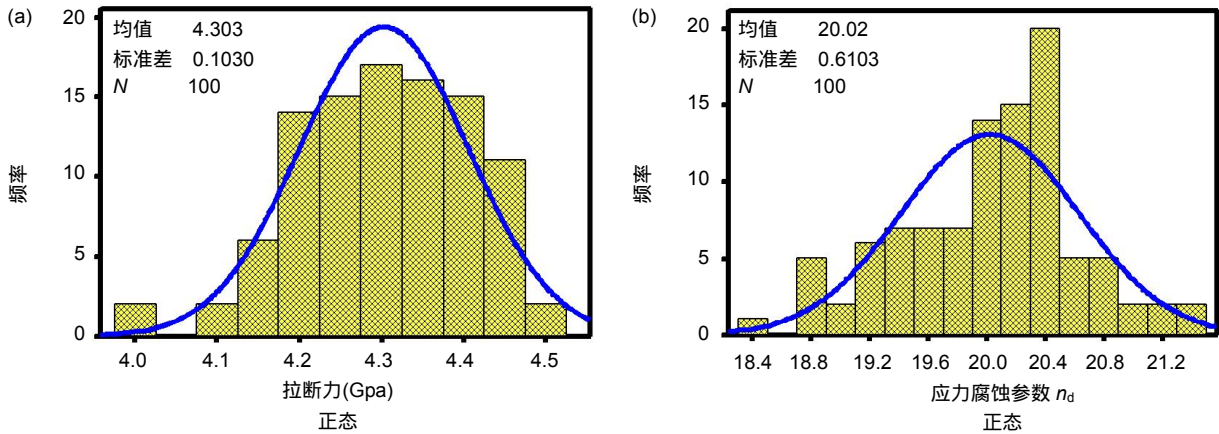 (a)
均值 4.303
标准差 0.1030
N 100
20
15
10
5
0
频率
4.0 4.1 4.2 4.3 4.4 4.5
拉断力(Gpa)
正态
(b)
均值 20.02
标准差 0.6103
N 100
20
15
10
5
0
频率
18.4 18.8 19.2 19.6 20.0 20.4 20.8 21.2
应力腐蚀参数 nd
正态